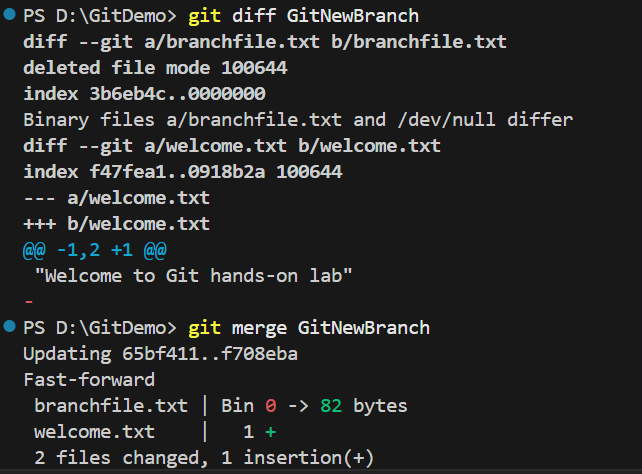 PS D:\GitDemo> git diff GitNewBranch
diff --git a/branchfile.txt b/branchfile.txt
deleted file mode 100644
index 3b6eb4c..0000000
Binary files a/branchfile.txt and /dev/null differ
diff --git a/welcome.txt b/welcome.txt
index f47fea1..0918b2a 100644
--- a/welcome.txt
+++ b/welcome.txt
@@ -1,2 +1 @@
 "Welcome to Git hands-on lab"
-
PS D:\GitDemo> git merge GitNewBranch
Updating 65bf411..f708eba
Fast-forward
 branchfile.txt | Bin 0 -> 82 bytes
 welcome.txt    |   1 +
 2 files changed, 1 insertion(+)